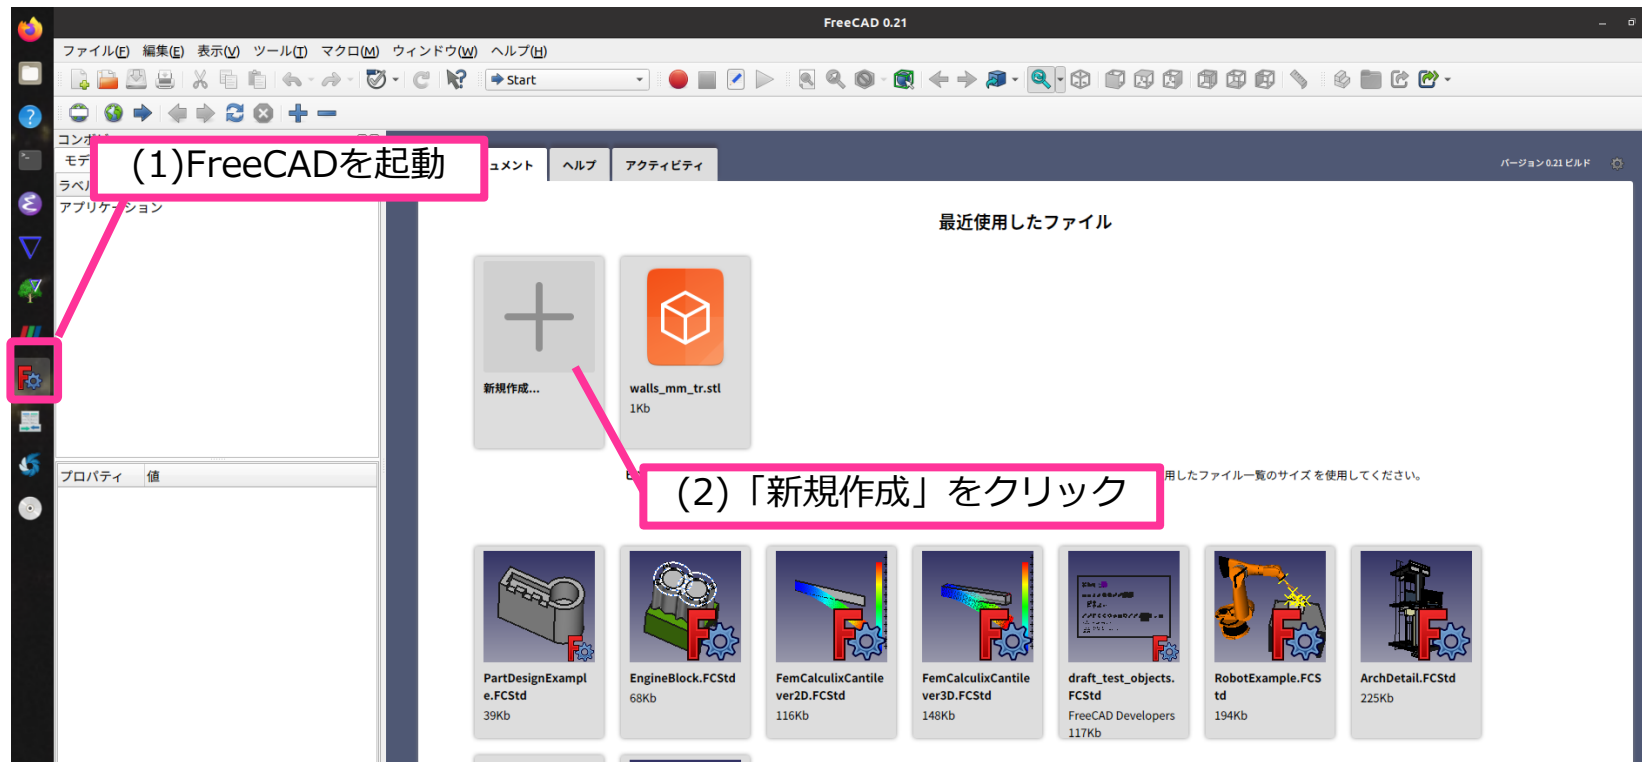 FreeCAD 0.21
ファイル(F) 編集(E) 表示(V) ツール(T) マクロ(M) ウィンドウ(W) ヘルプ(H)
Start
(1)FreeCADを起動
ュメント ヘルプ アクティビティ
バージョン 0.21 ビルド
モデ
ラベル
アプリケーション
最近使用したファイル
新規作成...
walls_mm_tr.stl
1Kb
(2)「新規作成」をクリック
用したファイル一覧のサイズ を使用してください。
プロパティ 値
PartDesignExampl
e.FCStd
39Kb
EngineBlock.FCStd
68Kb
FemCalculixCantile
ver2D.FCStd
116Kb
FemCalculixCantile
ver3D.FCStd
148Kb
draft_test_objects.
FCStd
FreeCAD Developers
117Kb
RobotExample.FCS
td
194Kb
ArchDetail.FCStd
225Kb